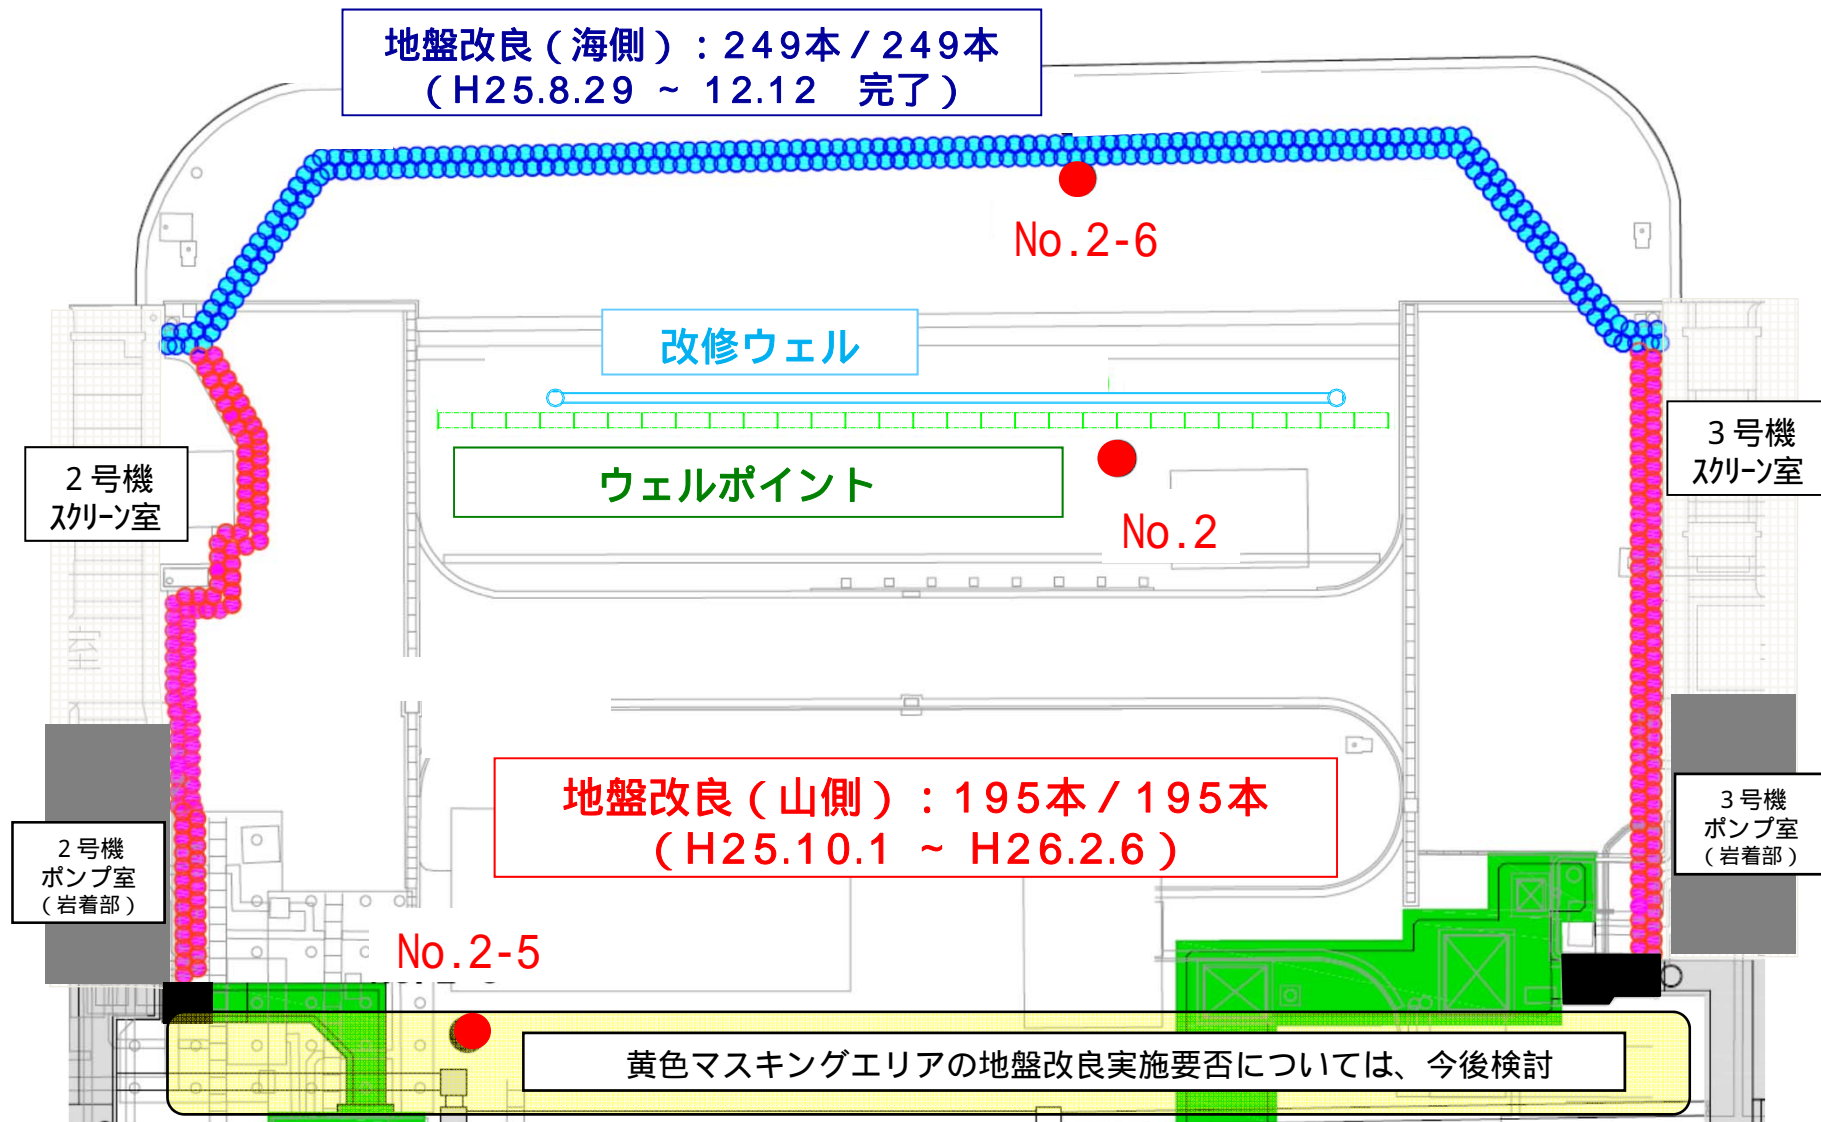 地盤改良（海側）：249本／249本
（H25.8.29 ～ 12.12　完了）
No.2-6
改修ウェル
ウェルポイント
No.2
2号機
スクリーン室
3号機
スクリーン室
地盤改良（山側）：195本／195本
（H25.10.1 ～ H26.2.6）
2号機
ポンプ室
（岩着部）
3号機
ポンプ室
（岩着部）
No.2-5
黄色マスキングエリアの地盤改良実施要否については、今後検討